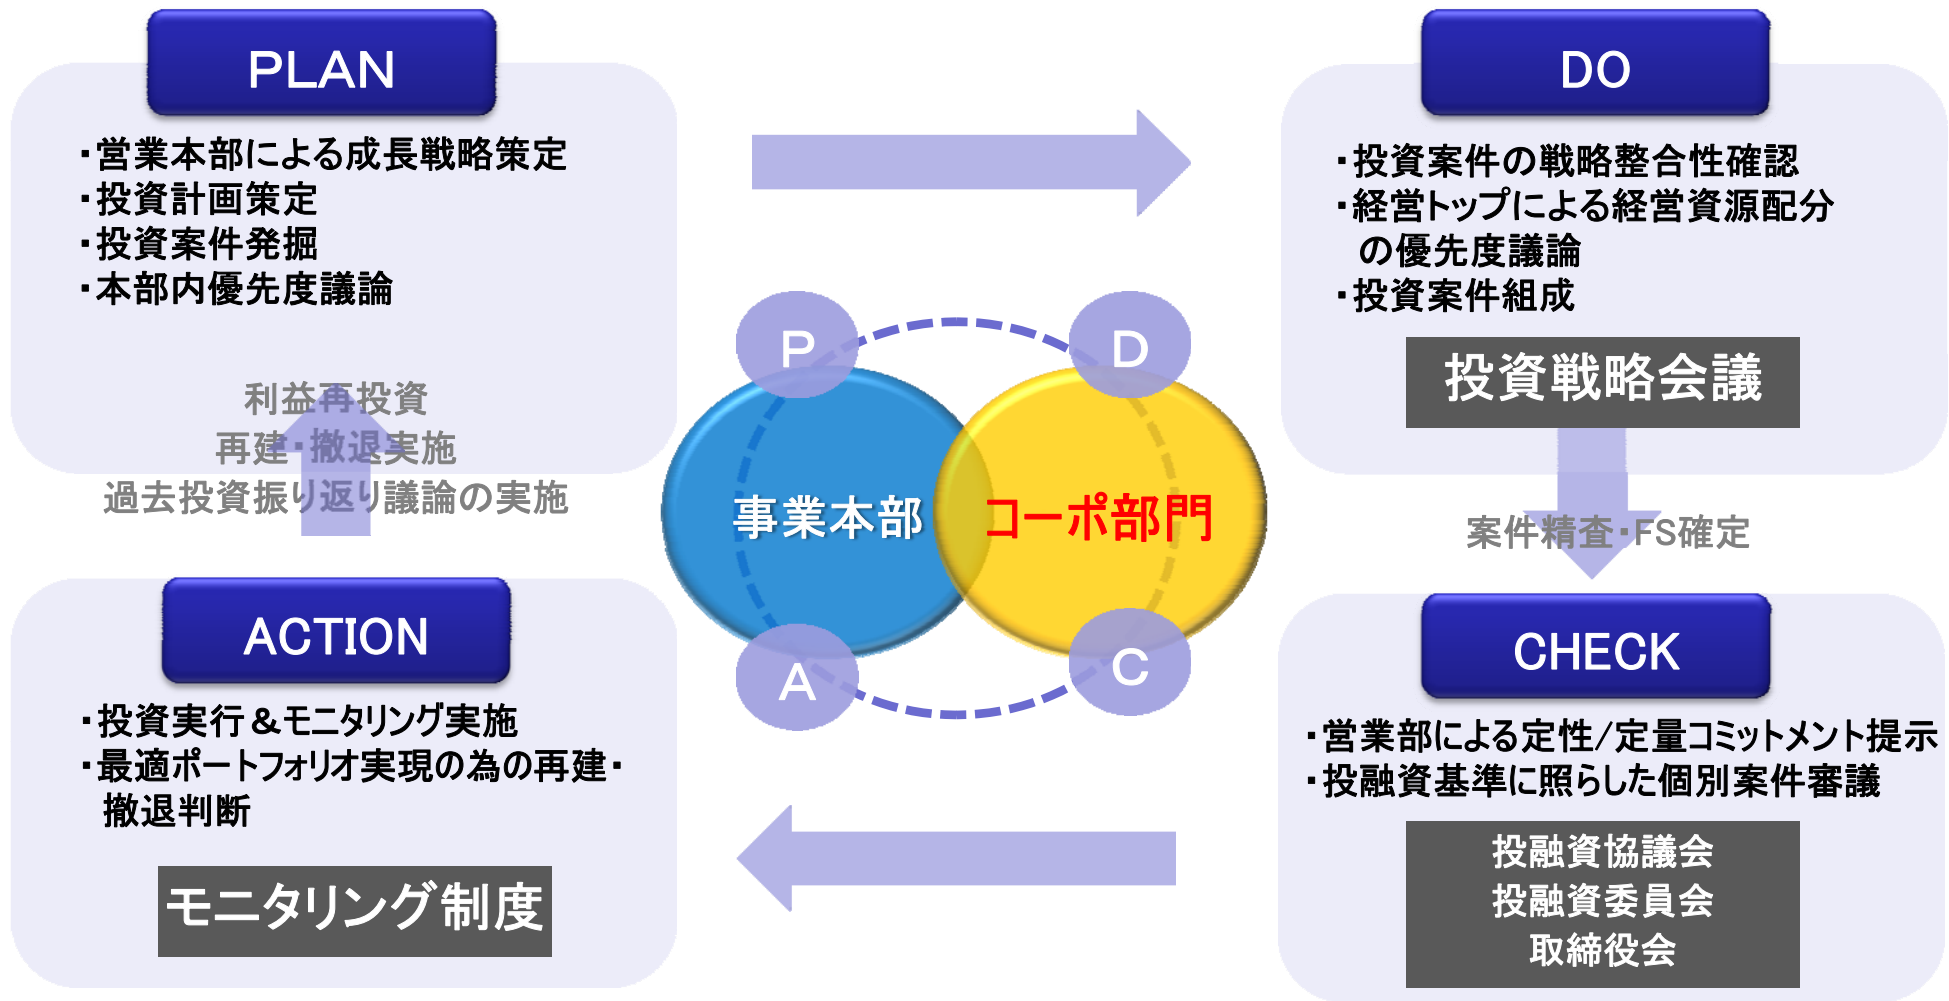 PLAN
・営業本部による成長戦略策定
・投資計画策定
・投資案件発掘
・本部内優先度議論
DO
・投資案件の戦略整合性確認
・経営トップによる経営資源配分
の優先度議論
・投資案件組成
投資戦略会議
利益再投資
再建・撤退実施
過去投資振り返り議論の実施
P
D
事業本部
コーポ部門
A
C
案件精査・FS確定
ACTION
・投資実行＆モニタリング実施
・最適ポートフォリオ実現の為の再建・
撤退判断
モニタリング制度
CHECK
・営業部による定性/定量コミットメント提示
・投融資基準に照らした個別案件審議
投融資協議会
投融資委員会
取締役会